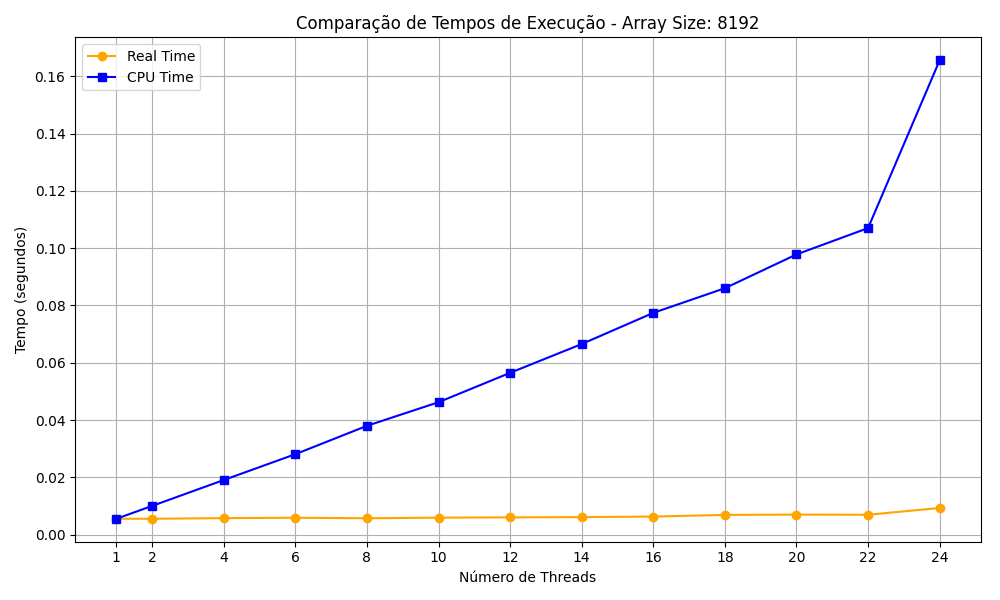 Comparação de Tempos de Execução - Array Size: 8192
Real Time
CPU Time
Tempo (segundos)
0.16
0.14
0.12
0.10
0.08
0.06
0.04
0.02
0.00
1 2 4 6 8 10 12 14 16 18 20 22 24
Número de Threads